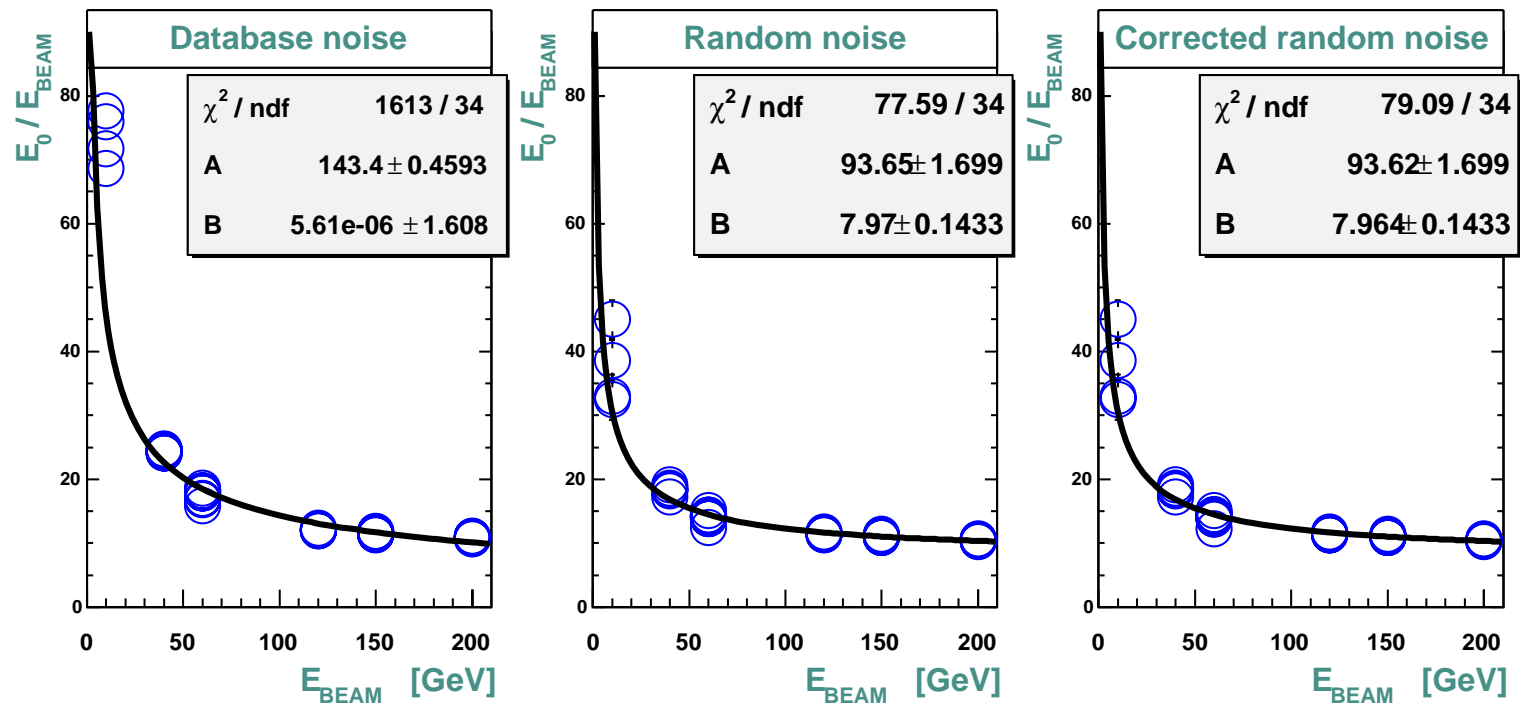 Database noise
E0 / EBEAM
χ2 / ndf 1613 / 34
A 143.4 ± 0.4593
B 5.61e-06 ± 1.608
80
60
40
20
0
0 50 100 150 200
EBEAM [GeV]
Random noise
E0 / EBEAM
χ2 / ndf 77.59 / 34
A 93.65± 1.699
B 7.97± 0.1433
80
60
40
20
0
0 50 100 150 200
EBEAM [GeV]
Corrected random noise
E0 / EBEAM
χ2 / ndf 79.09 / 34
A 93.62± 1.699
B 7.964± 0.1433
80
60
40
20
0
0 50 100 150 200
EBEAM [GeV]